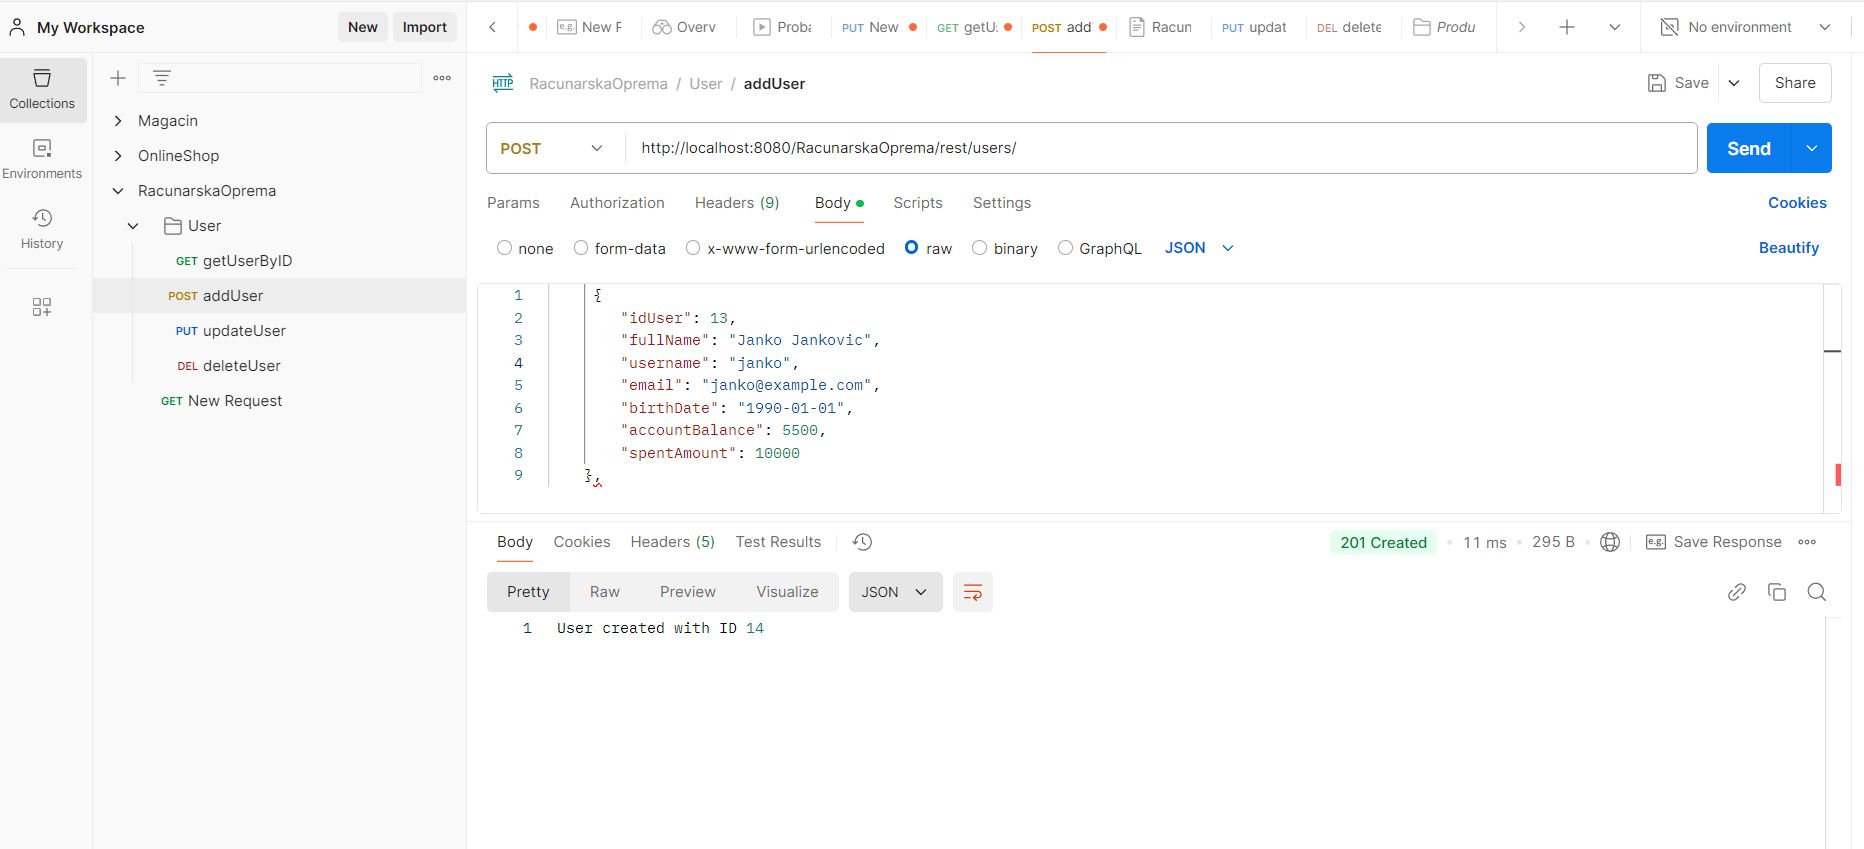 My Workspace
New
Import
Collections
Environments
History
Magacin
OnlineShop
RacunarskaOprema
User
GET getUserByID
POST addUser
PUT updateUser
DEL deleteUser
GET New Request
e.g. New F
Overv
Proba
PUT New
GET getU
POST add
Racun
PUT updat
DEL delete
Produ
No environment
HTTP RacunarskaOprema / User / addUser
Save
Share
POST
http://localhost:8080/RacunarskaOprema/rest/users/
Send
Params Authorization Headers (9) Body Scripts Settings
Cookies
none form-data x-www-form-urlencoded raw binary GraphQL JSON
Beautify
1 {
2 "idUser": 13,
3 "fullName": "Janko Jankovic",
4 "username": "janko",
5 "email": "janko@example.com",
6 "birthDate": "1990-01-01",
7 "accountBalance": 5500,
8 "spentAmount": 10000
9 },
Body Cookies Headers (5) Test Results
201 Created • 11 ms • 295 B • e.g. Save Response
Pretty Raw Preview Visualize JSON
1 User created with ID 14